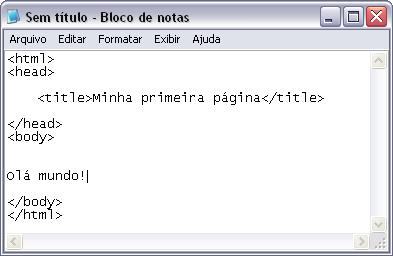 Sem título - Bloco de notas
Arquivo Editar Formatar Exibir Ajuda
<html>
<head>
<title>Minha primeira página</title>
</head>
<body>
Olá mundo!
</body>
</html>